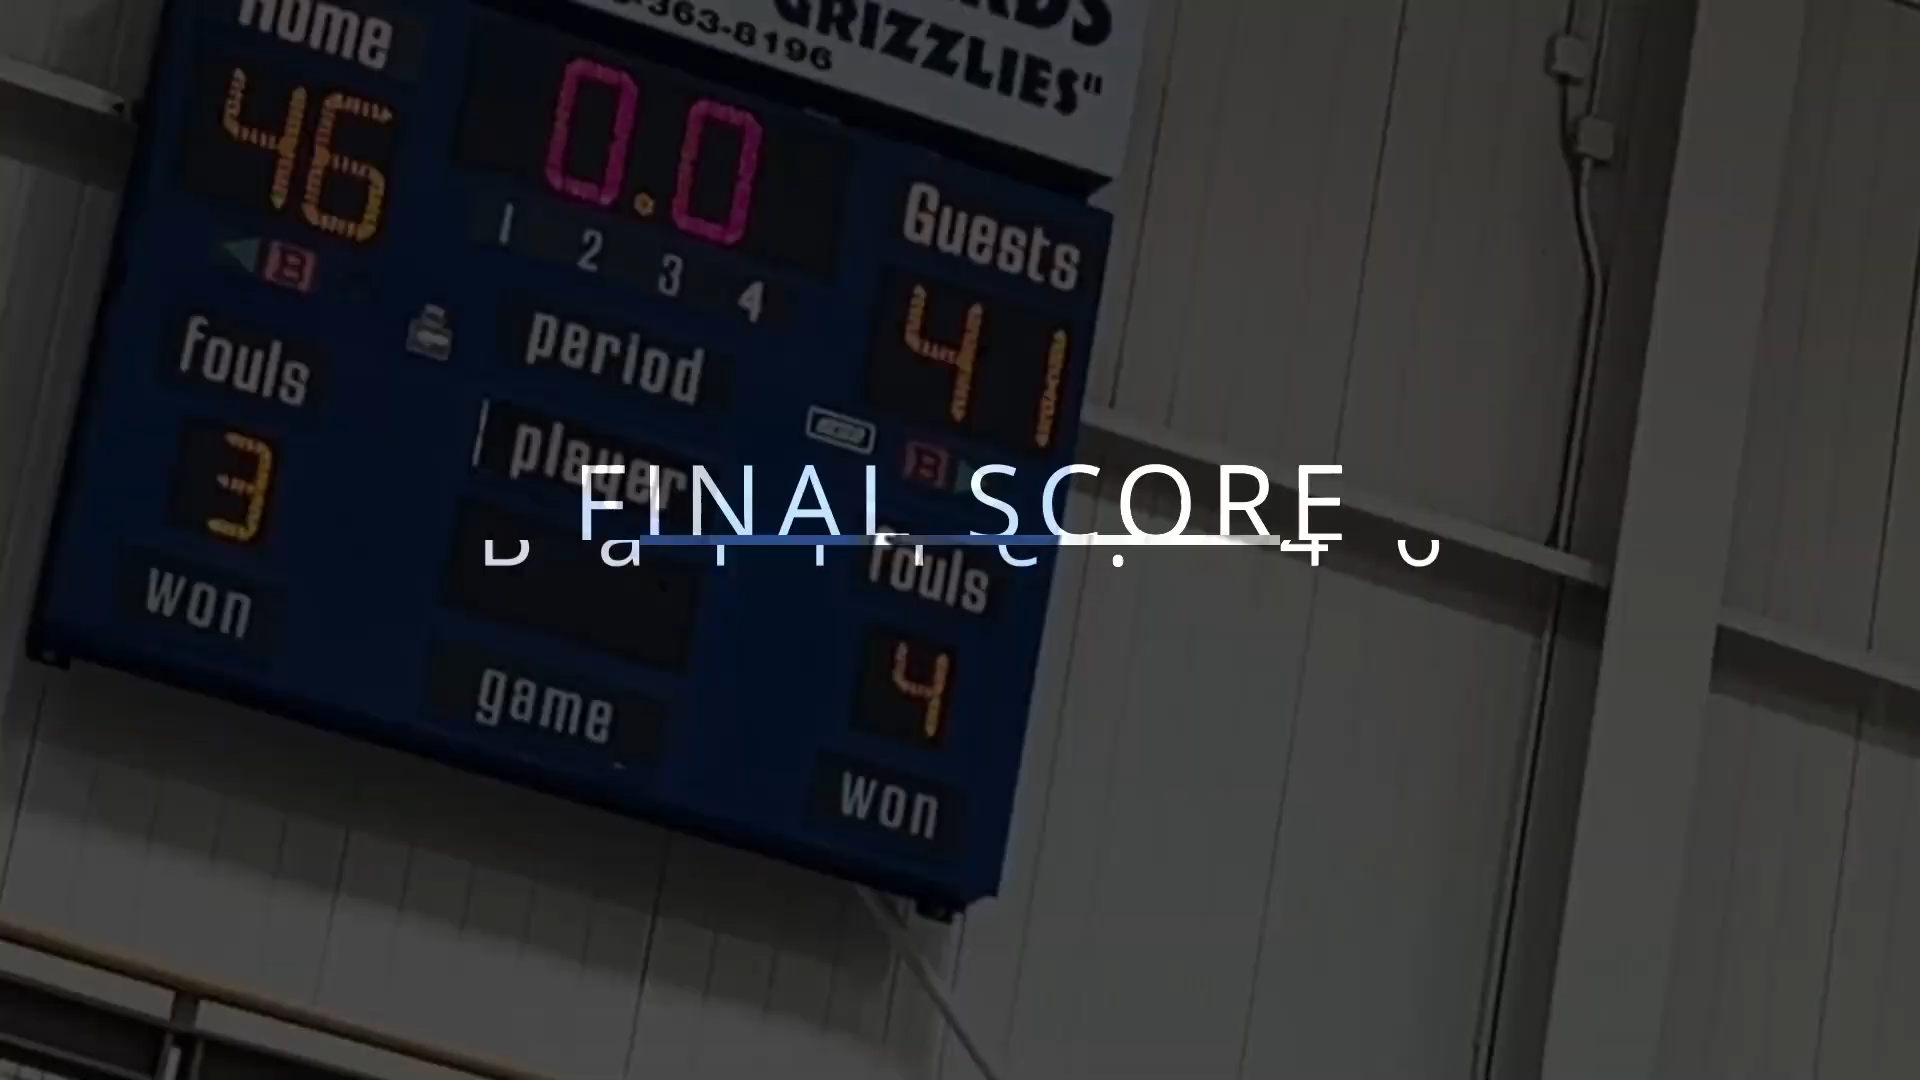 GRIZZLIES"
363-8196
Home
46
0.0
1 2 3 4
Guests
41
B
B
period
fouls
fouls
player
3
4
FINAL SCORE
won
won
game